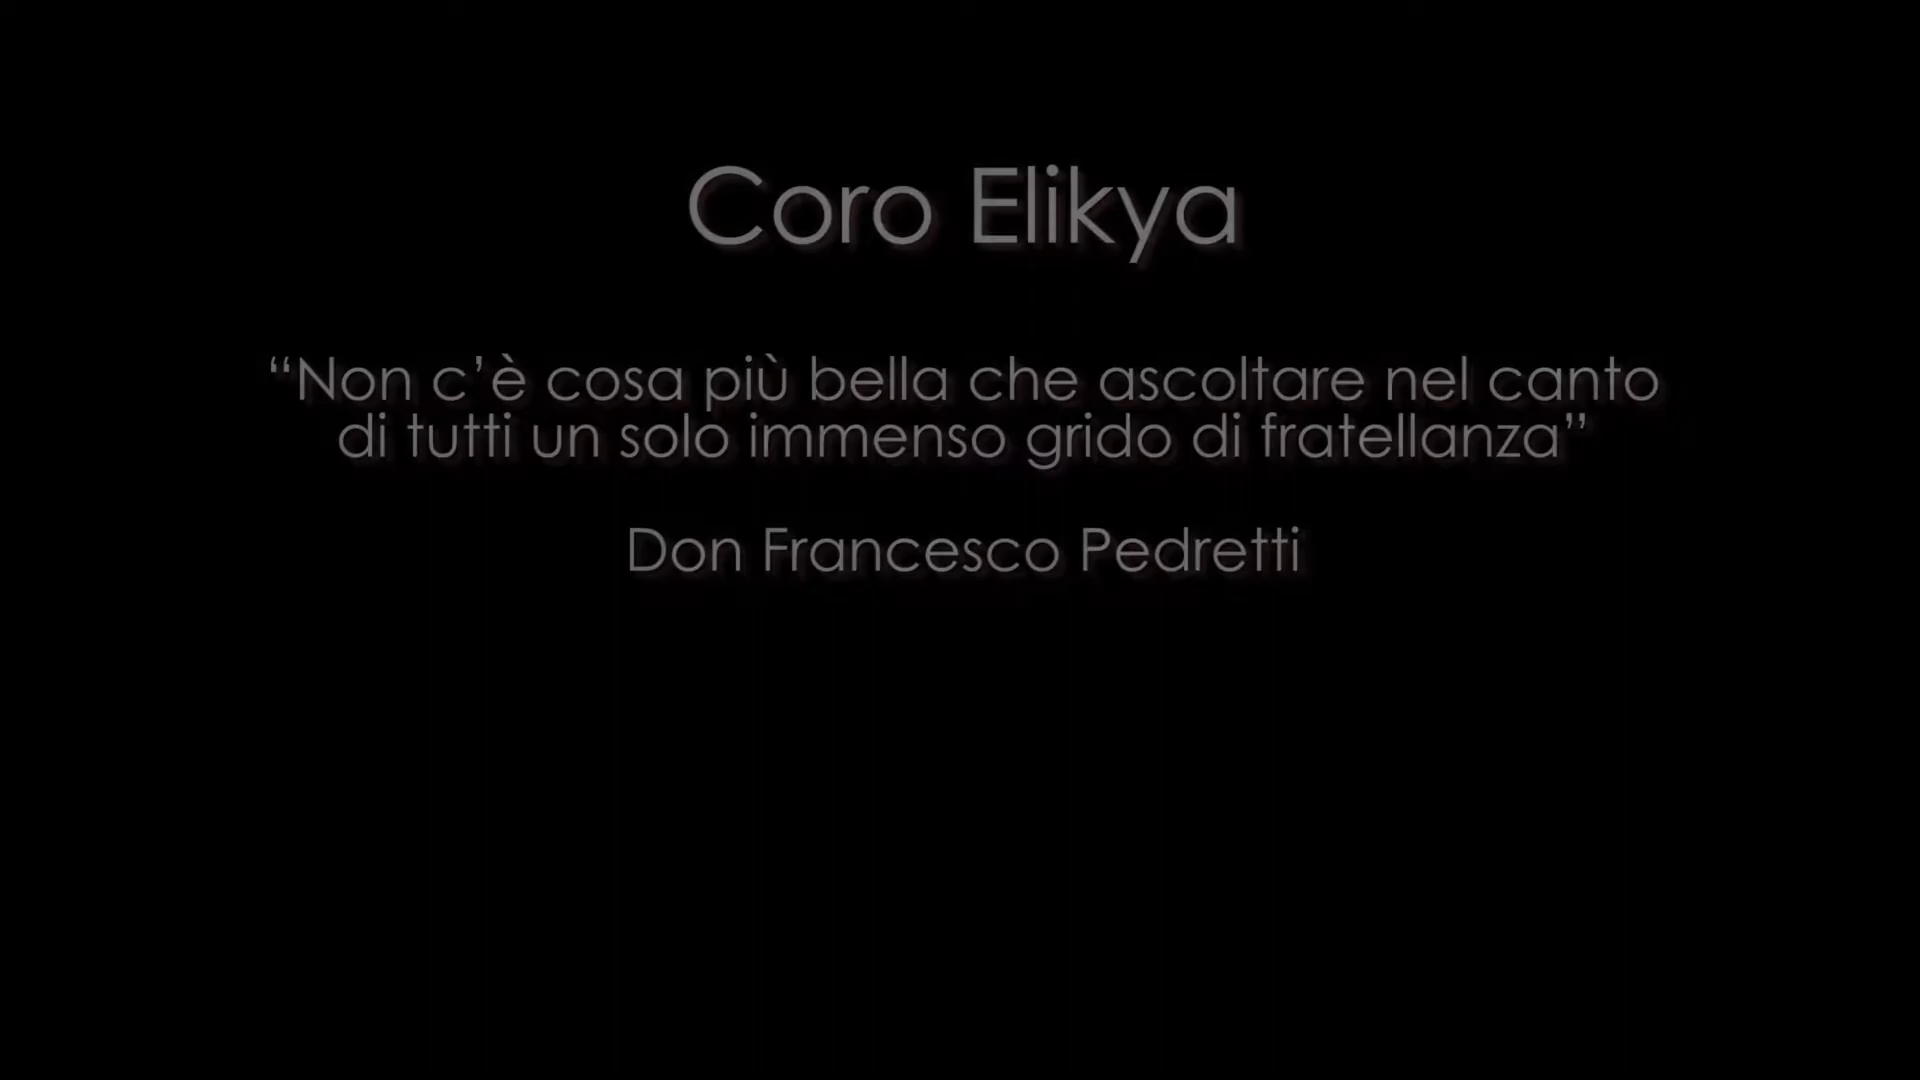 Coro Elikya
“Non c’è cosa più bella che ascoltare nel canto
di tutti un solo immenso grido di fratellanza”
Don Francesco Pedretti